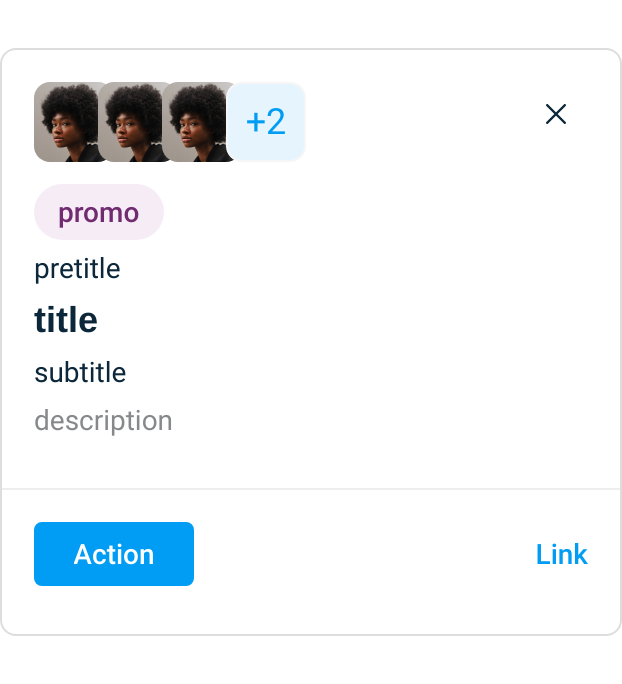 +2
promo
pretitle
title
subtitle
description
Action
Link